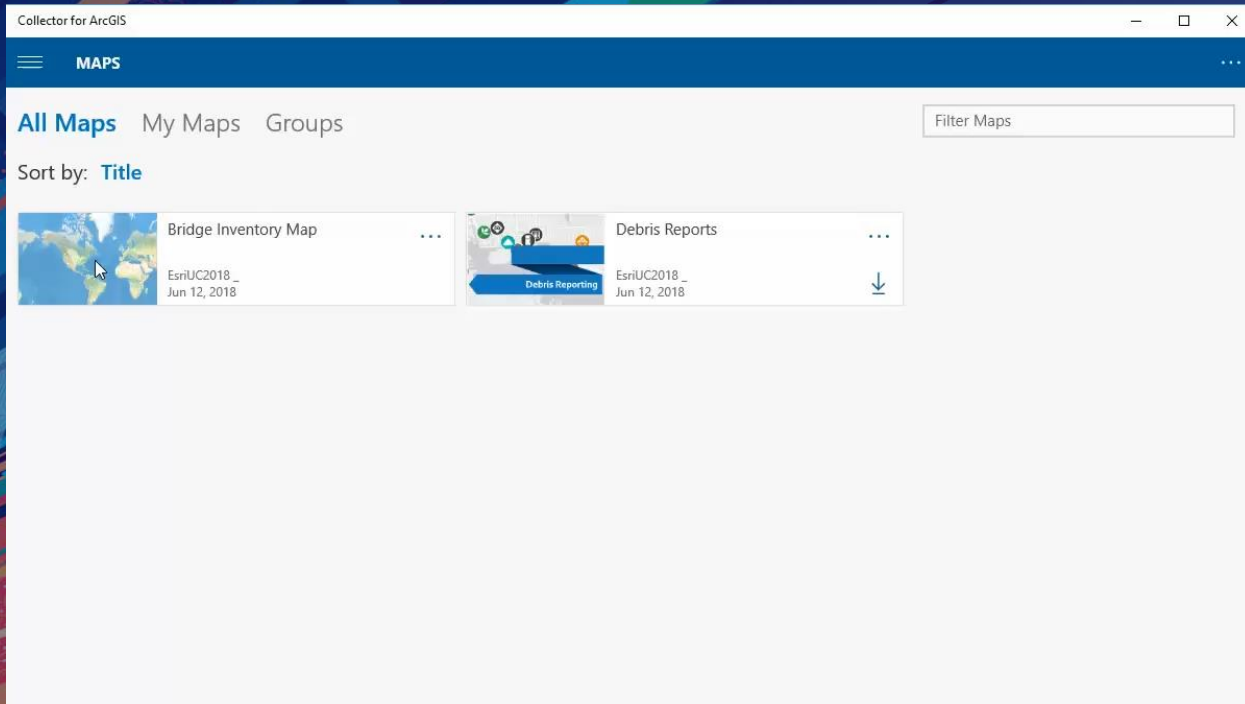 Collector for ArcGIS
MAPS
All Maps My Maps Groups
Filter Maps
Sort by: Title
Bridge Inventory Map
EsriUC2018 _
Jun 12, 2018
Debris Reporting
Debris Reports
EsriUC2018 _
Jun 12, 2018